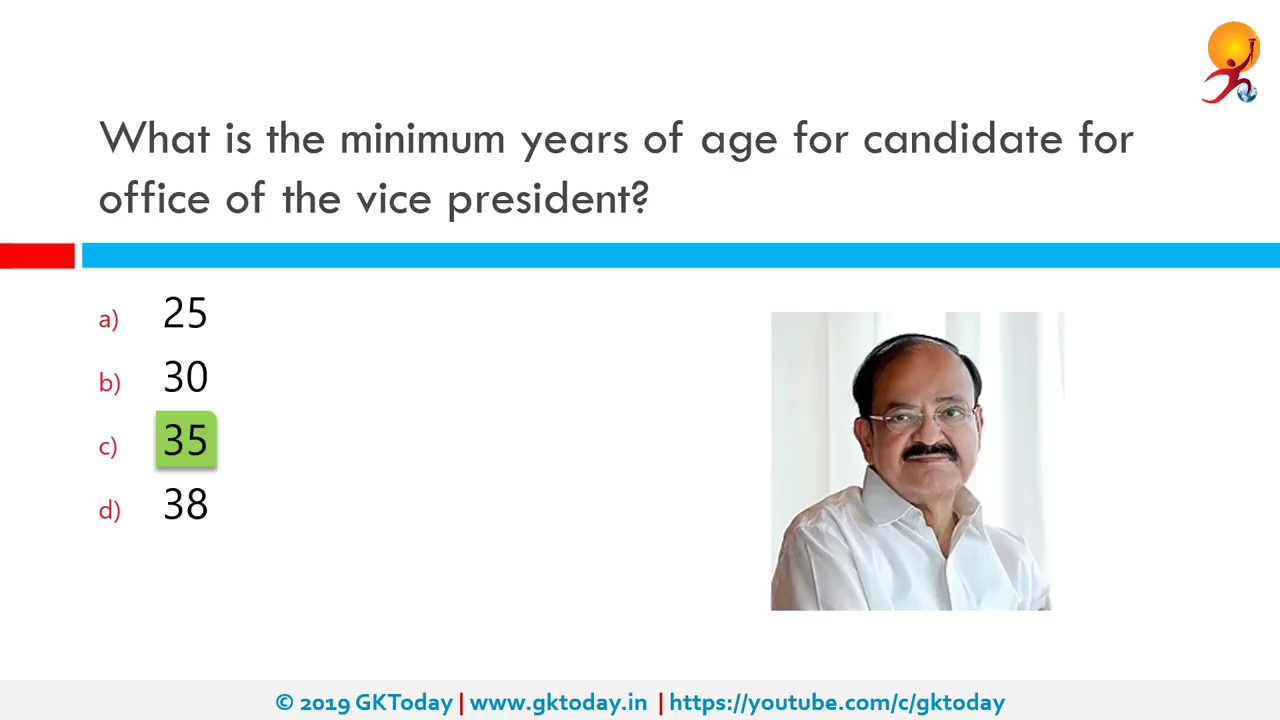 What is the minimum years of age for candidate for
office of the vice president?
a) 25
b) 30
c) 35
d) 38
© 2019 GKToday | www.gktoday.in | https://youtube.com/c/gktoday